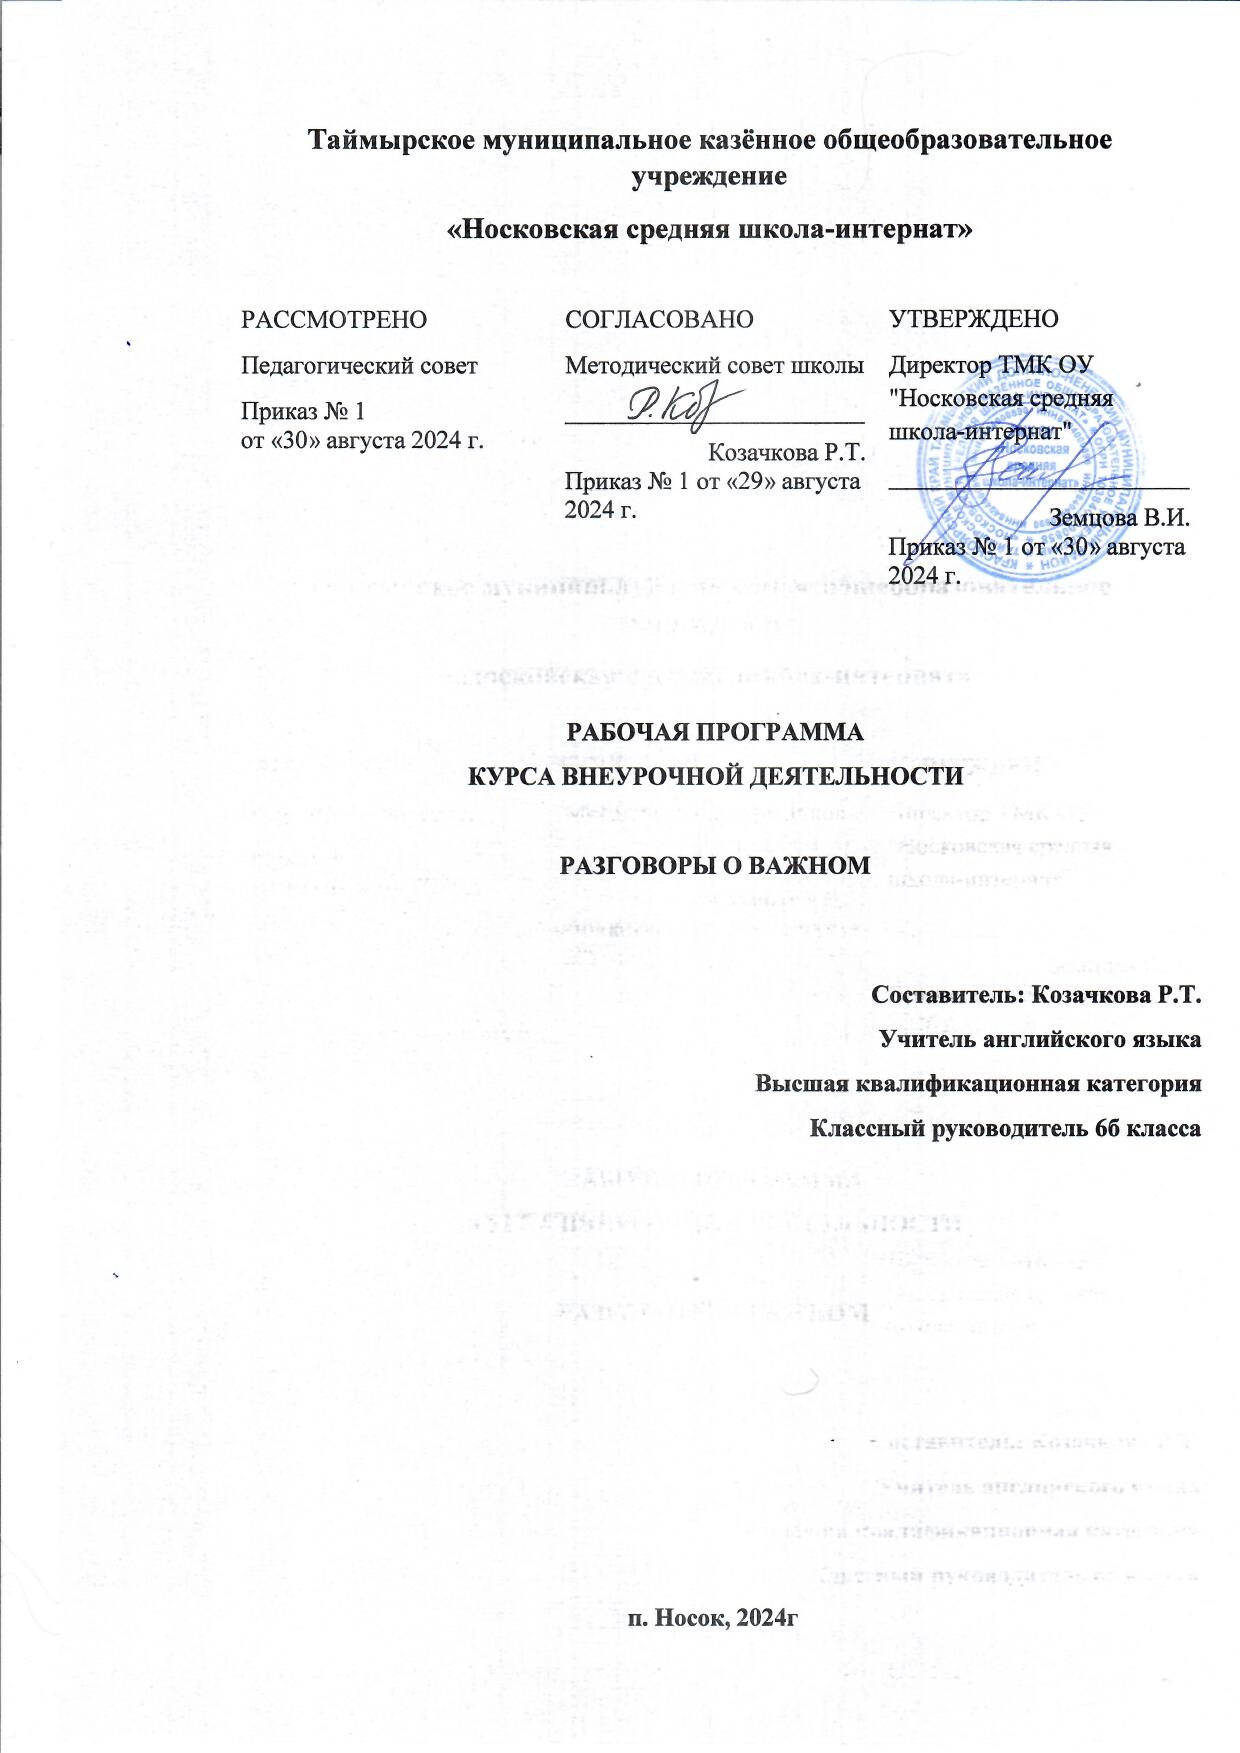 Таймырское муниципальное казённое общеобразовательное
учреждение
«Носковская средняя школа-интернат»
РАССМОТРЕНО
Педагогический совет
Приказ № 1
от «30» августа 2024 г.
СОГЛАСОВАНО
Методический совет школы
Козачкова Р.Т.
Приказ № 1 от «29» августа
2024 г.
УТВЕРЖДЕНО
Директор ТМК ОУ
"Носковская средняя
школа-интернат"
Земцова В.И.
Приказ № 1 от «30» августа
2024 г.
РАБОЧАЯ ПРОГРАММА
КУРСА ВНЕУРОЧНОЙ ДЕЯТЕЛЬНОСТИ
РАЗГОВОРЫ О ВАЖНОМ
Составитель: Козачкова Р.Т.
Учитель английского языка
Высшая квалификационная категория
Классный руководитель 6б класса
п. Носок, 2024г